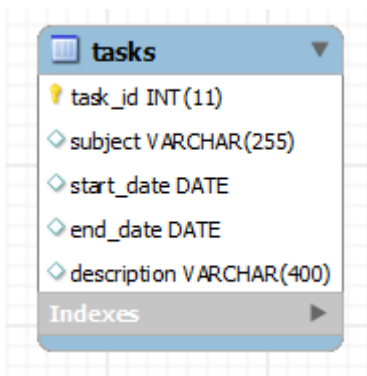 tasks
task_id INT(11)
subject VARCHAR(255)
start_date DATE
end_date DATE
description VARCHAR(400)
Indexes